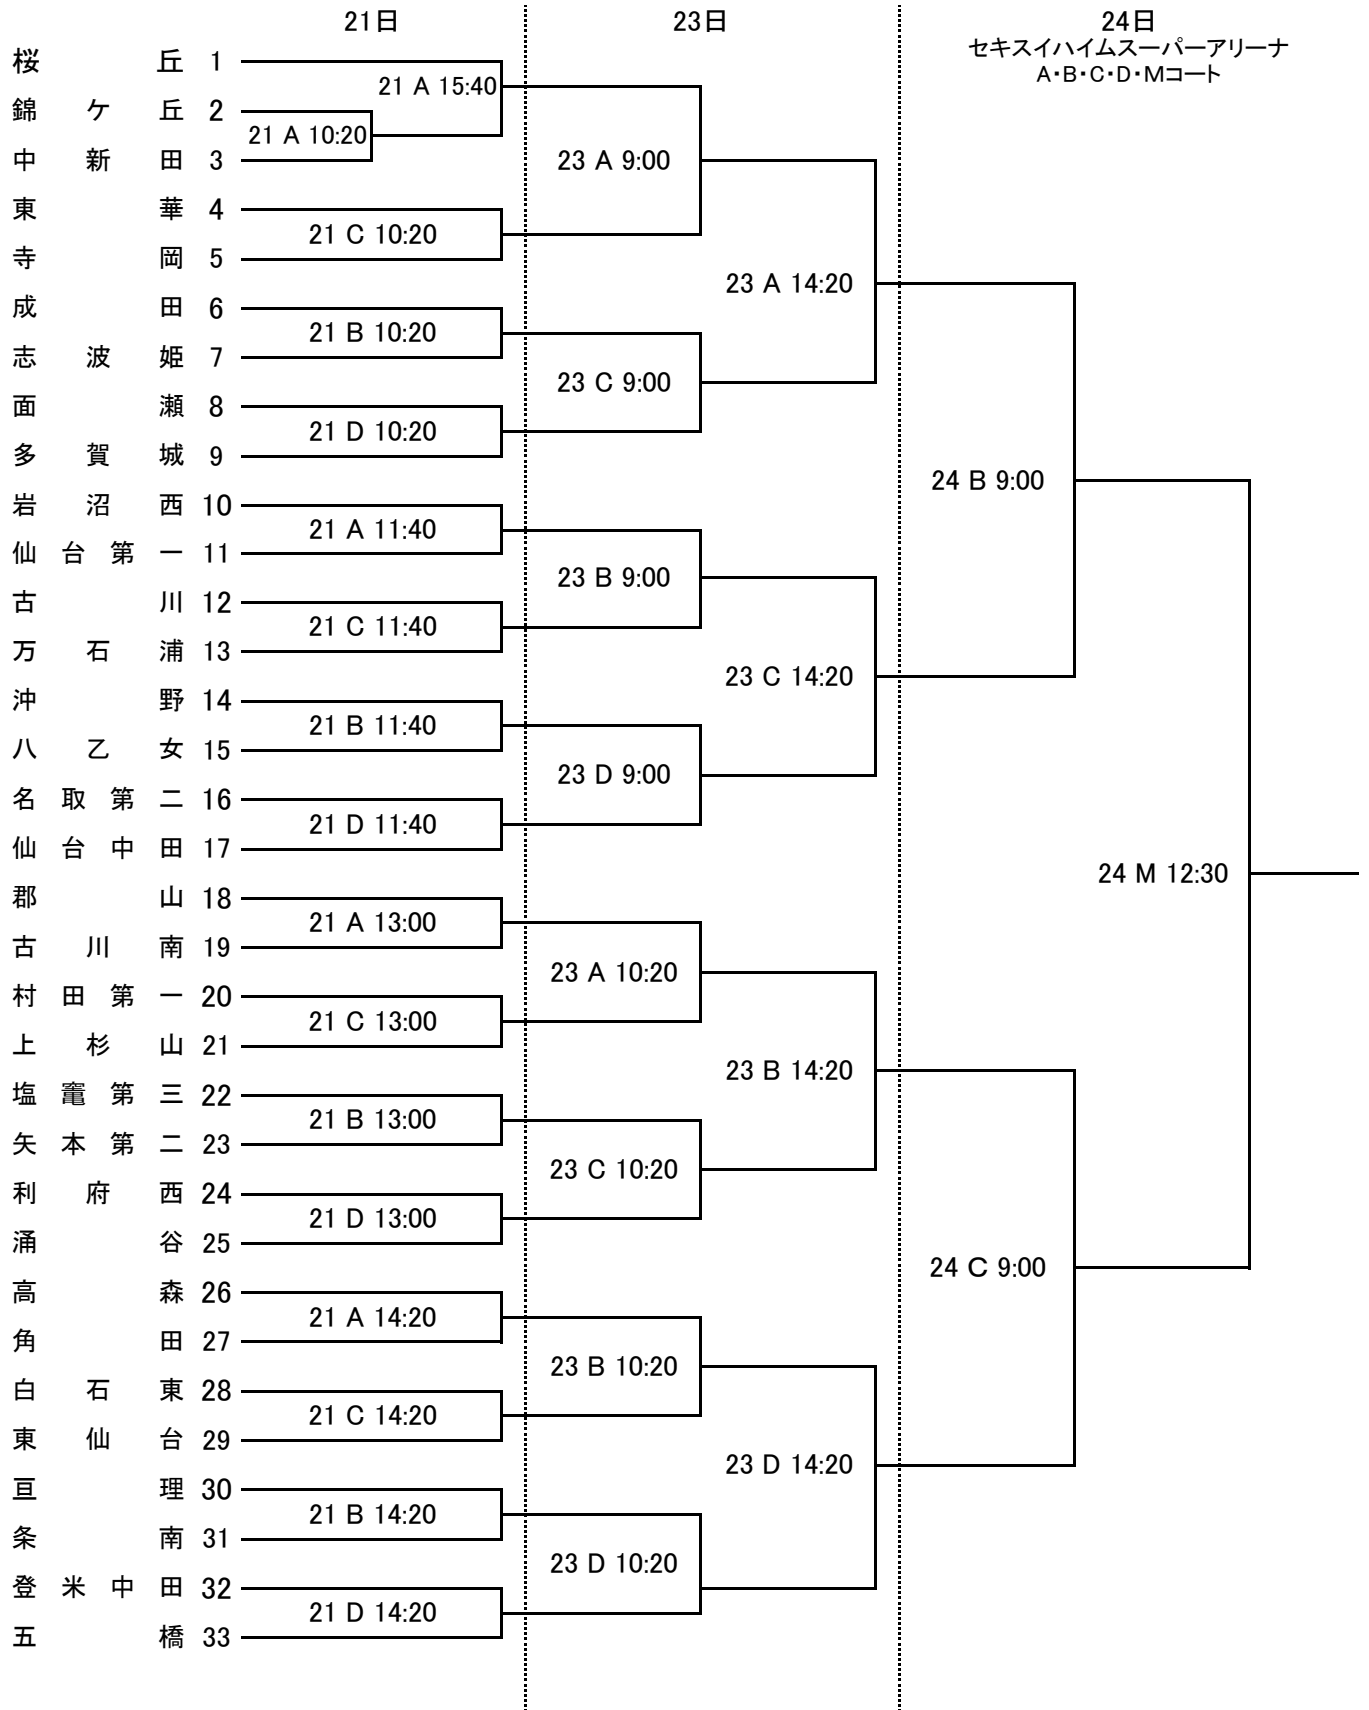 21日
23日
24日
セキスイハイムスーパーアリーナ
A・B・C・D・Mコート
桜丘 1
21 A 15:40
錦ケ丘 2
21 A 10:20
中新田 3
23 A 9:00
東華 4
21 C 10:20
寺岡 5
23 A 14:20
成田 6
21 B 10:20
志波姫 7
23 C 9:00
面瀬 8
21 D 10:20
多賀城 9
24 B 9:00
岩沼西 10
21 A 11:40
仙台第一 11
23 B 9:00
古川 12
21 C 11:40
万石浦 13
23 C 14:20
沖野 14
21 B 11:40
八乙女 15
23 D 9:00
名取第二 16
21 D 11:40
仙台中田 17
24 M 12:30
郡山 18
21 A 13:00
古川南 19
23 A 10:20
村田第一 20
21 C 13:00
上杉山 21
23 B 14:20
塩竃第三 22
21 B 13:00
矢本第二 23
23 C 10:20
利府西 24
21 D 13:00
涌谷 25
24 C 9:00
高森 26
21 A 14:20
角田 27
23 B 10:20
白石東 28
21 C 14:20
東仙台 29
23 D 14:20
亘理 30
21 B 14:20
条南 31
23 D 10:20
登米中田 32
21 D 14:20
五橋 33